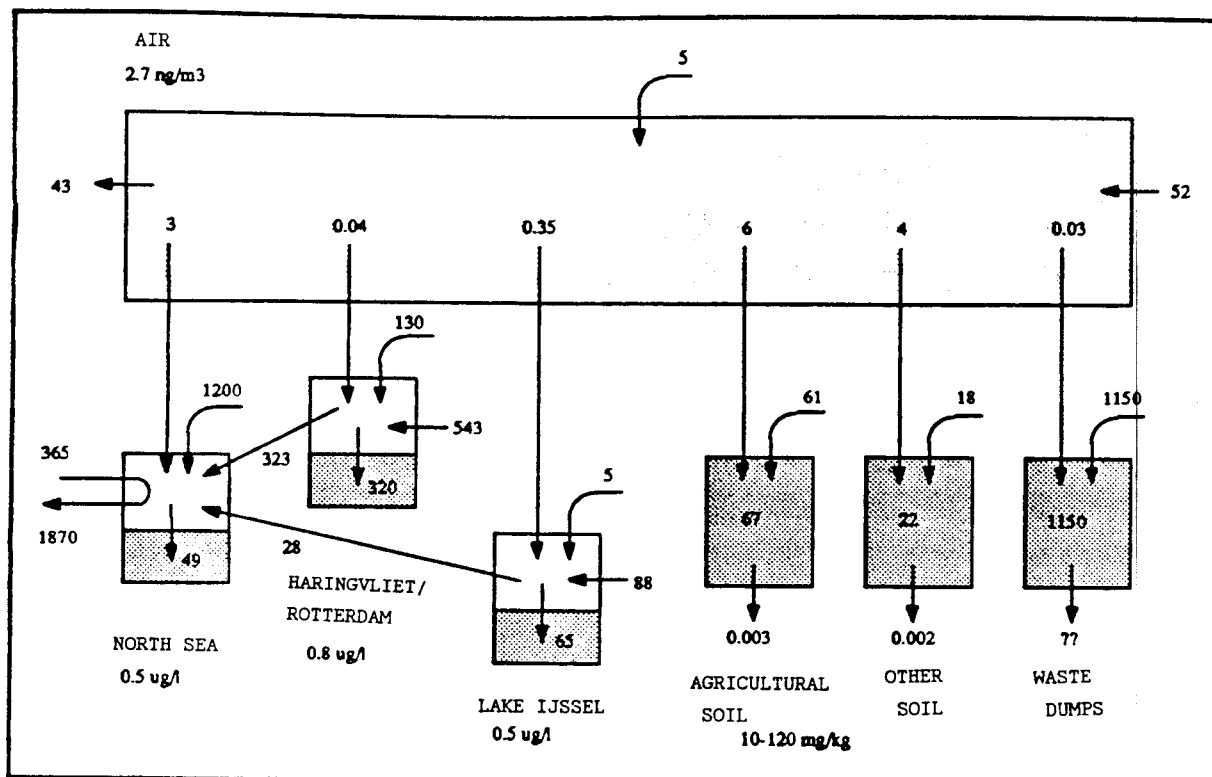 AIR
2.7 ng/m3
5
43
52
3
0.04
0.35
6
4
0.03
130
1200
61
18
1150
365
323
543
320
5
1870
49
28
67
22
1150
88
65
HARINGVLIET/
ROTTERDAM
0.8 ug/l
NORTH SEA
0.5 ug/l
0.003
0.002
??
LAKE IJSSEL
0.5 ug/l
AGRICULTURAL
SOIL
10-120 mg/kg
OTHER
SOIL
WASTE
DUMPS